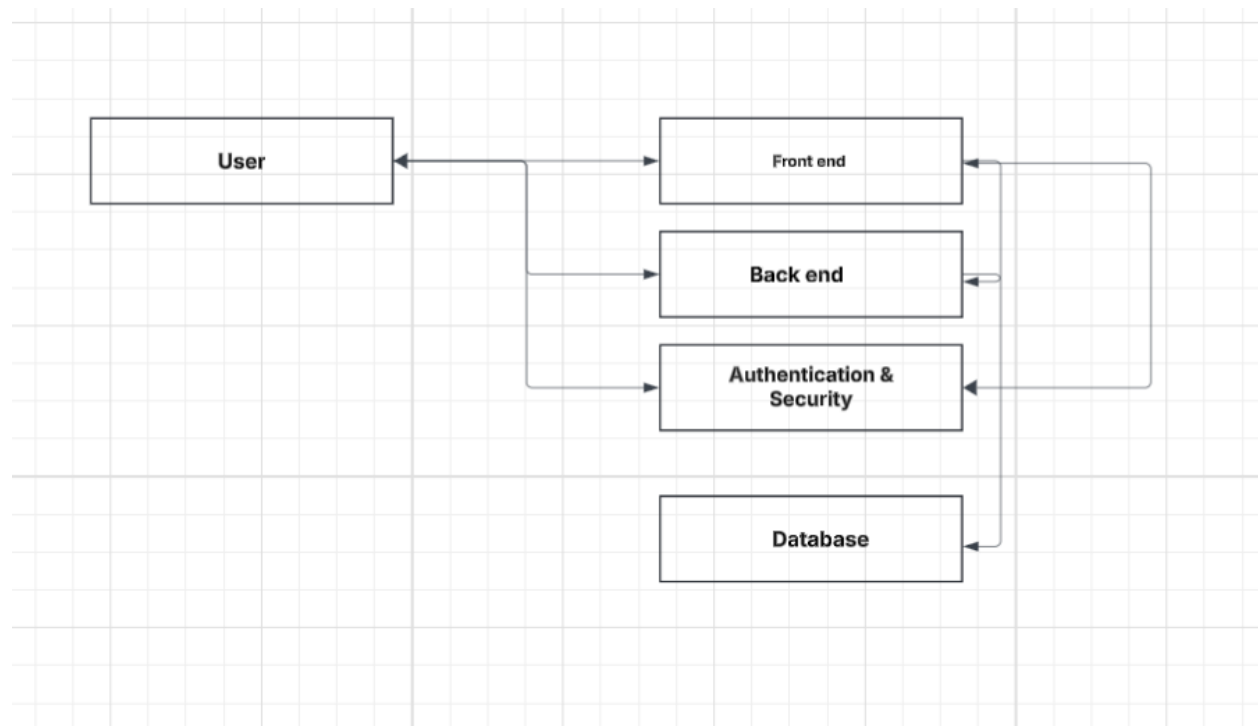 User
Front end
Back end
Authentication &
Security
Database